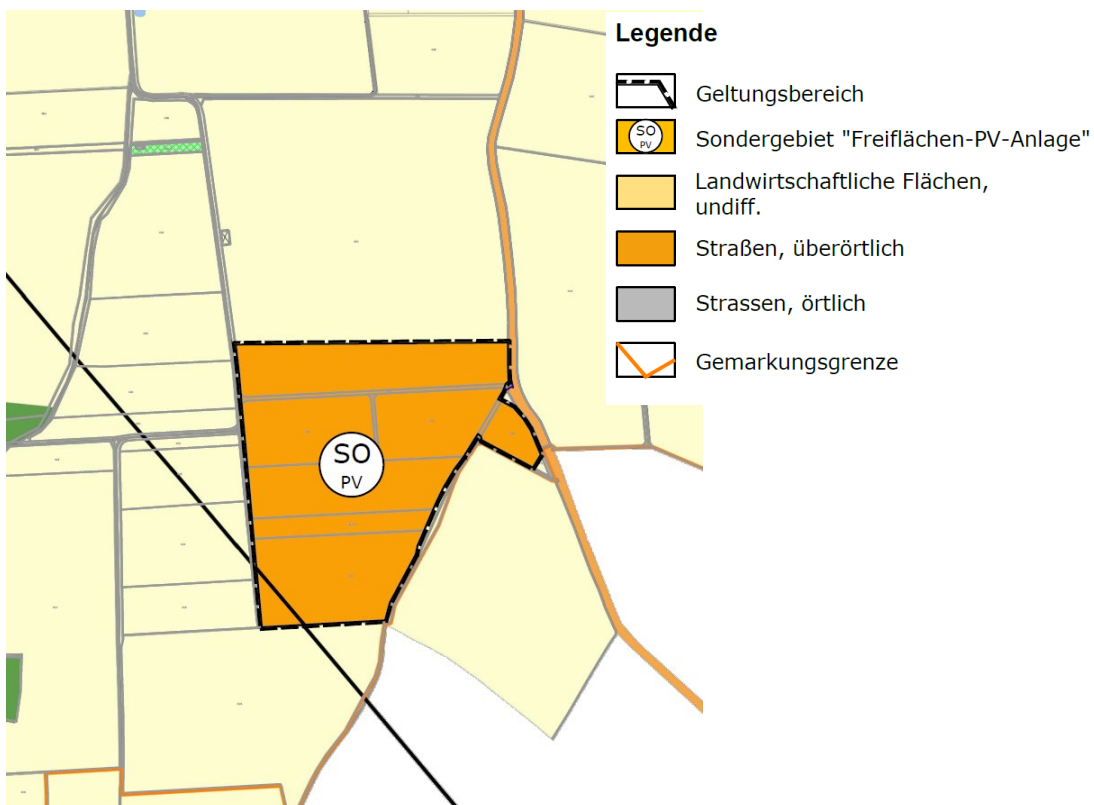 Legende
Geltungsbereich
SO
PV
Sondergebiet "Freiflächen-PV-Anlage"
Landwirtschaftliche Flächen,
undiff.
Straßen, überörtlich
Strassen, örtlich
Gemarkungsgrenze
SO
PV